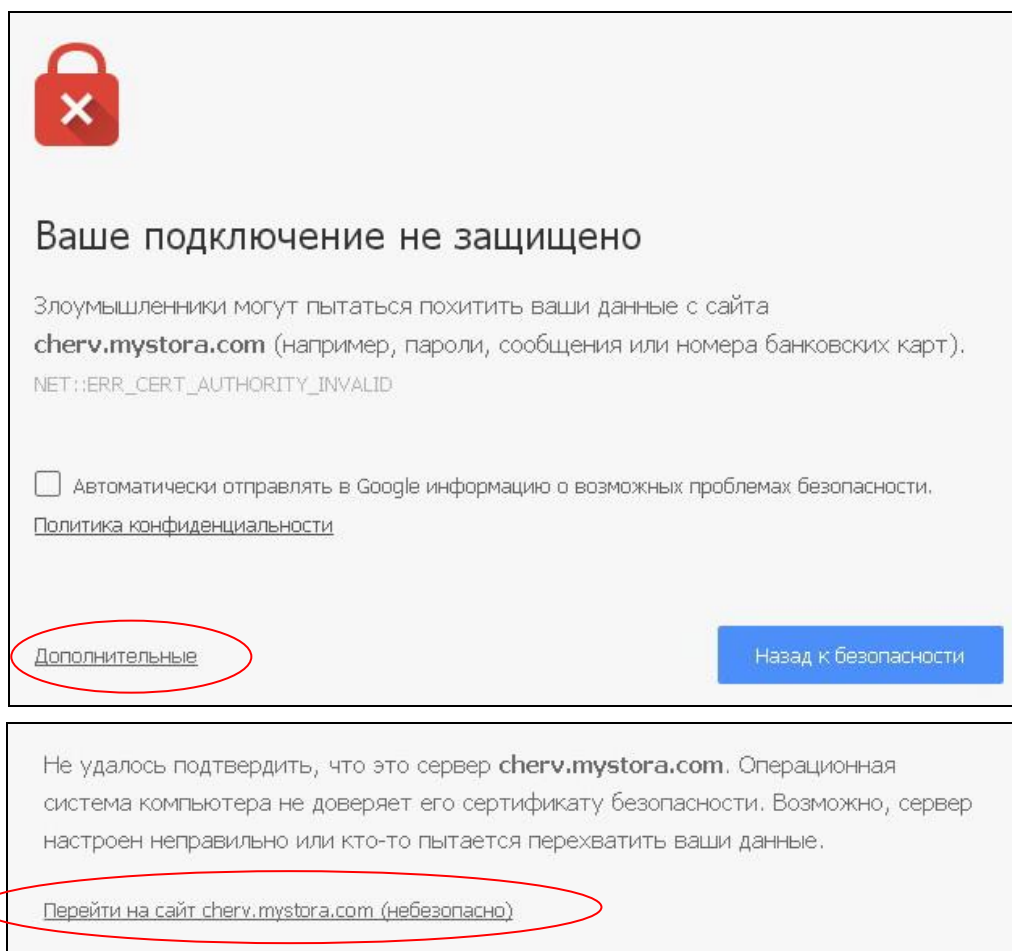 Ваше подключение не защищено
Злоумышленники могут пытаться похитить ваши данные с сайта
cherv.mystora.com (например, пароли, сообщения или номера банковских карт).
NET::ERR_CERT_AUTHORITY_INVALID
Автоматически отправлять в Google информацию о возможных проблемах безопасности.
Политика конфиденциальности
Дополнительные
Назад к безопасности
Не удалось подтвердить, что это сервер cherv.mystora.com. Операционная
система компьютера не доверяет его сертификату безопасности. Возможно, сервер
настроен неправильно или кто-то пытается перехватить ваши данные.
Перейти на сайт cherv.mystora.com (небезопасно)